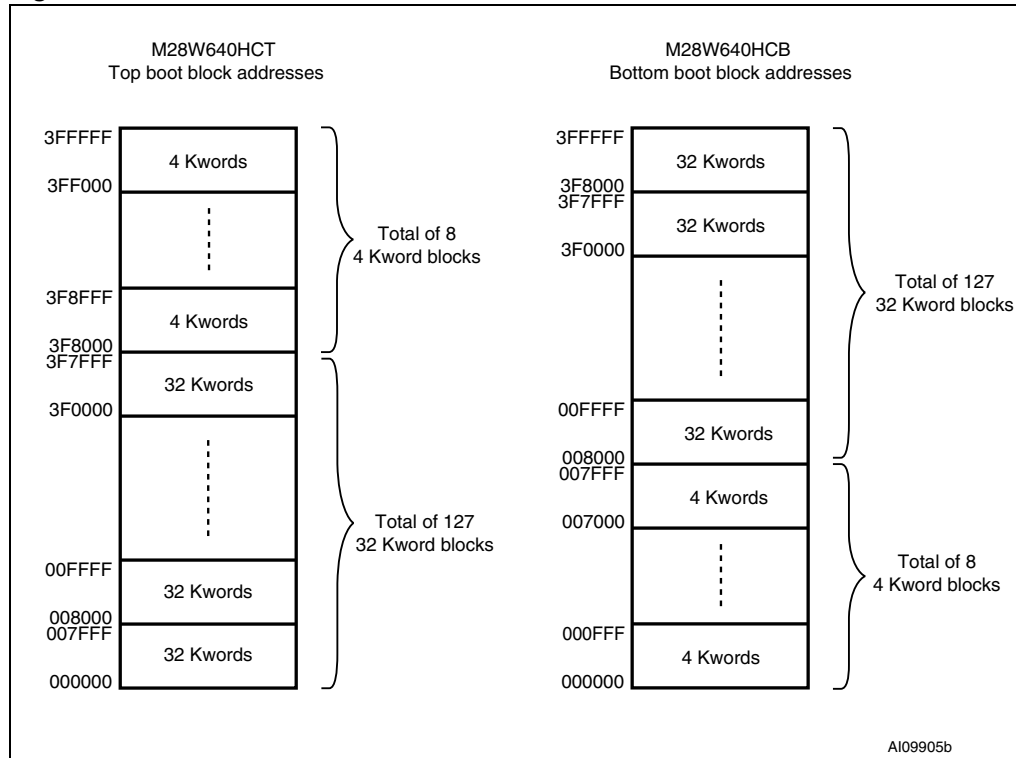 M28W640HCT
Top boot block addresses
3FFFFF
4 Kwords
3FF000
Total of 8
4 Kword blocks
3F8FFF
4 Kwords
3F8000
3F7FFF
32 Kwords
3F0000
Total of 127
32 Kword blocks
00FFFF
32 Kwords
008000
007FFF
32 Kwords
000000
M28W640HCB
Bottom boot block addresses
3FFFFF
32 Kwords
3F8000
3F7FFF
32 Kwords
3F0000
Total of 127
32 Kword blocks
00FFFF
32 Kwords
008000
007FFF
4 Kwords
007000
Total of 8
4 Kword blocks
000FFF
4 Kwords
000000
AI09905b